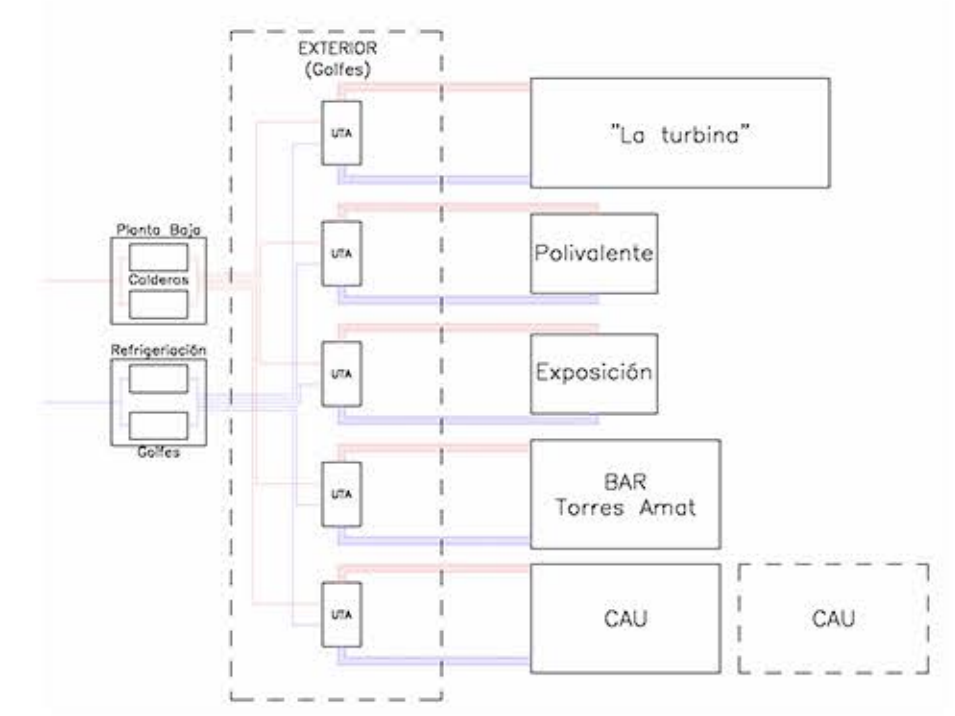 EXTERIOR
(Golfes)
UTA
"La turbina"
UTA
Polivalente
Planta Baja
Calderas
Refrigeriación
Golfes
UTA
Exposición
UTA
BAR
Torres Amat
UTA
CAU
CAU